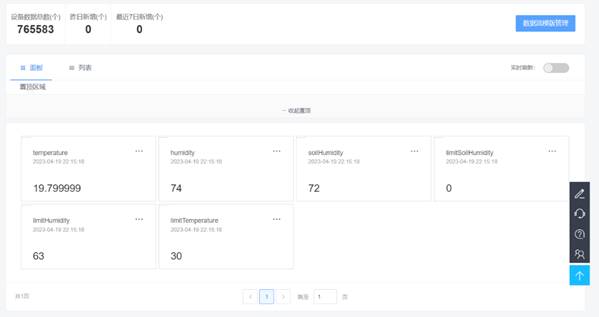 设备数据总数(个) 昨日新增(个) 最近7日新增(个)
765583 0 0
数据流模版管理
面板 列表 实时刷新:
置顶区域
收起置顶
temperature ... humidity ... soilHumidity ... limitSoilHumidity ...
2023-04-19 22:15:18 2023-04-19 22:15:18 2023-04-19 22:15:18 2023-04-19 22:15:18
19.799999 74 72 0
limitHumidity ... limitTemperature ...
2023-04-19 22:15:18 2023-04-19 22:15:18
63 30
共1页 1 跳至 1 页